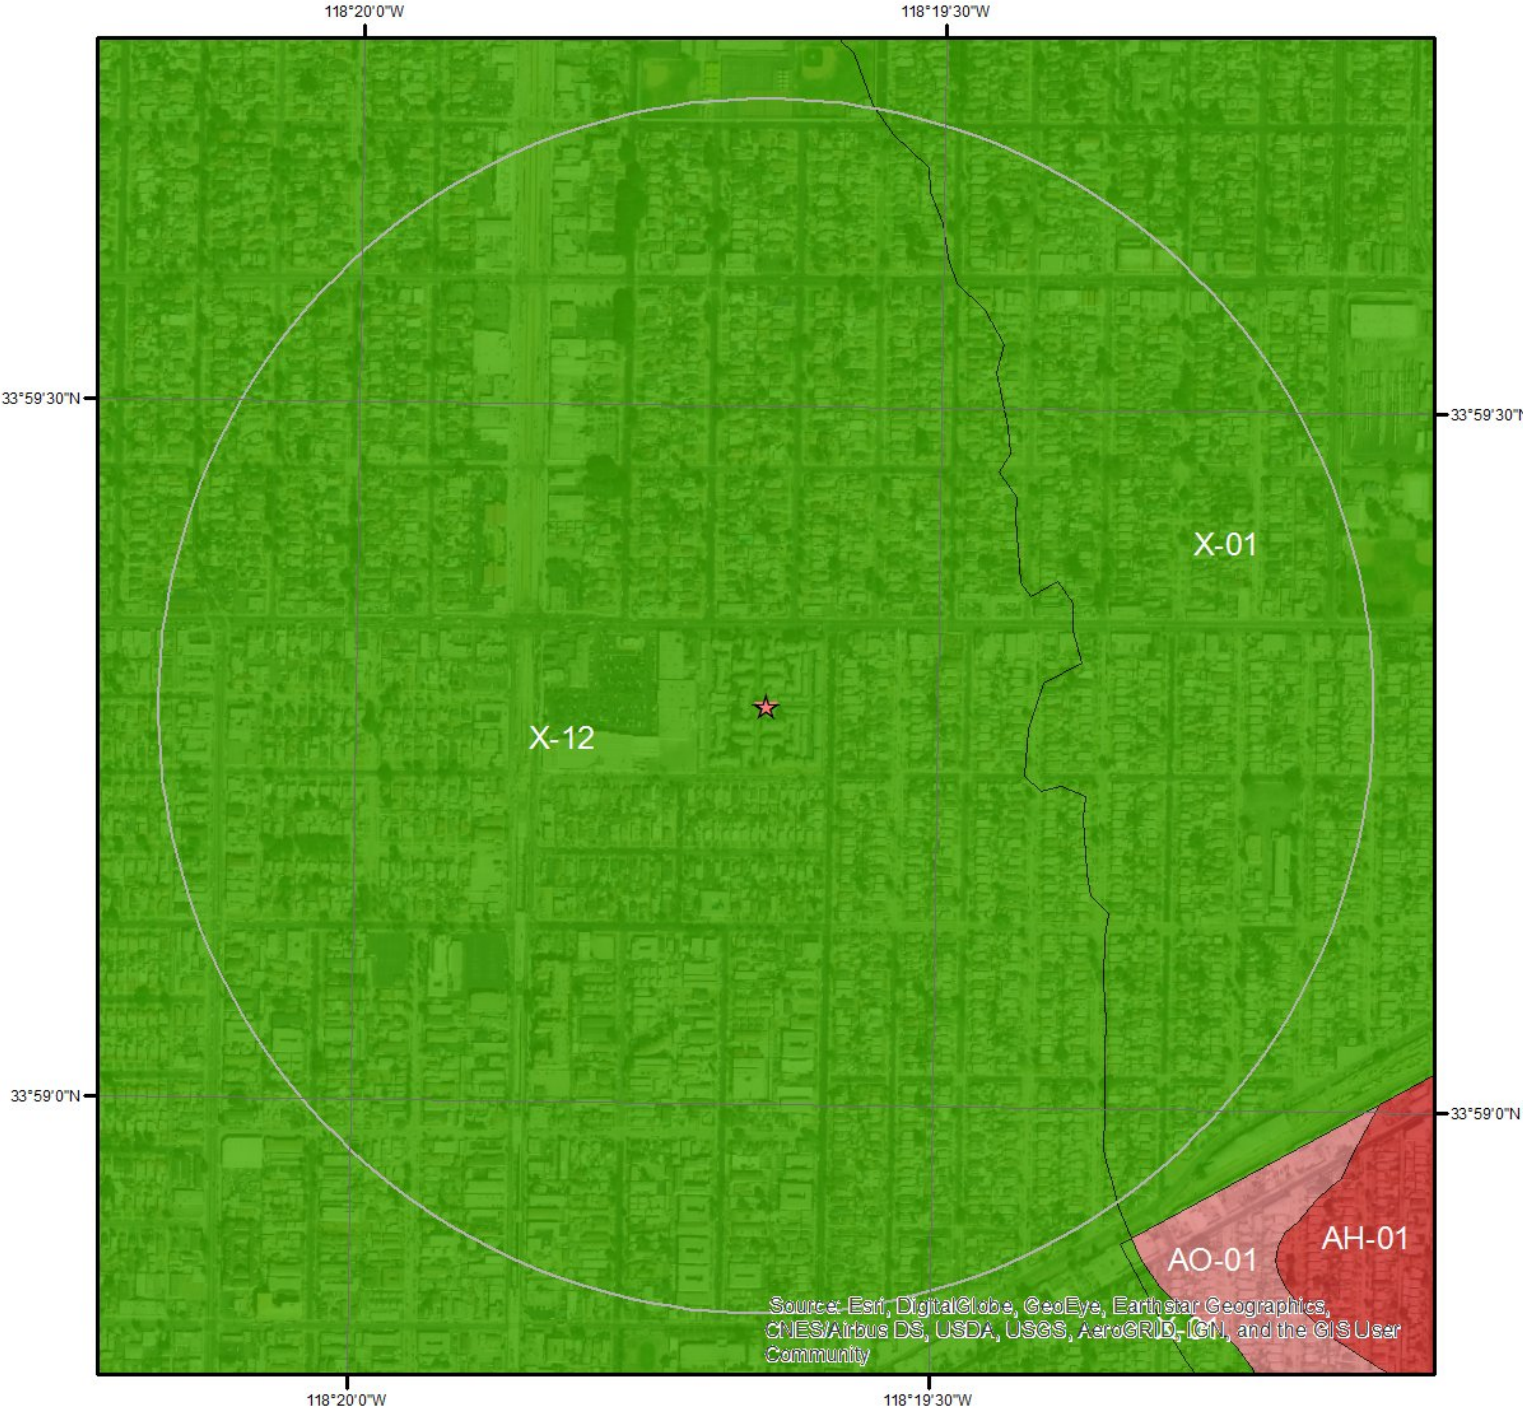 118°20'0"W
118°19'30"W
33°59'30"N
33°59'30"N
X-01
X-12
33°59'0"N
33°59'0"N
AH-01
AO-01
Source: Esri, DigitalGlobe, GeoEye, Earthstar Geographics,
CNES/Airbus DS, USDA, USGS, AeroGRID, IGN, and the GIS User
Community
118°20'0"W
118°19'30"W